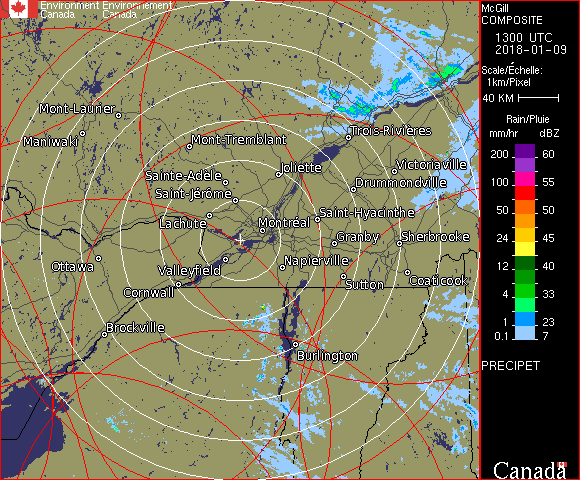 Environment Environnement
Canada Canada
McGill
COMPOSITE
1300 UTC
2018-01-09
Scale/Échelle:
1km/Pixel
40 KM
Rain/Pluie
mm/hr dBZ
200 60
100 55
50 50
24 45
12 40
4 33
1 23
0.1 7
PRECIPET
Canada
Mont-Laurier
Maniwaki
Mont-Tremblant
Trois-Rivières
Joliette
Victoriaville
Sainte-Adèle
Drummondville
Saint-Jérôme
Saint-Hyacinthe
Lachute
Montréal
Granby
Sherbrooke
Ottawa
Valleyfield
Napierville
Cornwall
Sutton
Coaticook
Brockville
Burlington